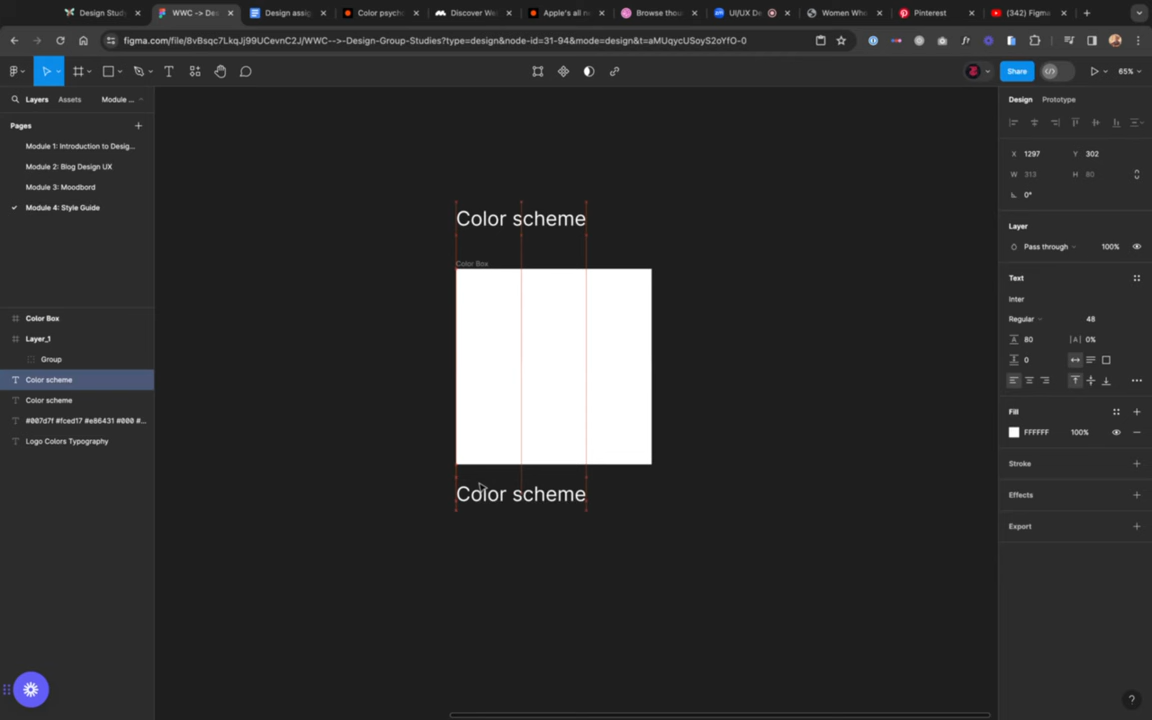 Design Stud
WWC -> Des
Design assig
Color psych
Discover We
Apple's all n
Browse thou
UI/UX De
Women Whe
Pinterest
(342) Figma
figma.com/file/8vBsqc7LkqJj99UCevnC2J/WWC-->-Design-Group-Studies?type=design&node-id=31-94&mode=design&t=aMUqycUSoyS2oYfO-0
Share
65%
Layers
Assets
Module ...
Design
Prototype
Pages
Module 1: Introduction to Desig...
Module 2: Blog Design UX
Module 3: Moodbord
Module 4: Style Guide
Color Box
Layer_1
Group
Color scheme
Color scheme
#007d7f #fced17 #e86431 #000 #...
Logo Colors Typography
Color scheme
Color Box
Color scheme
X 1297
Y 302
W 313
H 80
0°
Layer
Pass through
100%
Text
Inter
Regular
48
80
|A| 0%
0
Fill
FFFFFF
100%
Stroke
Effects
Export
?